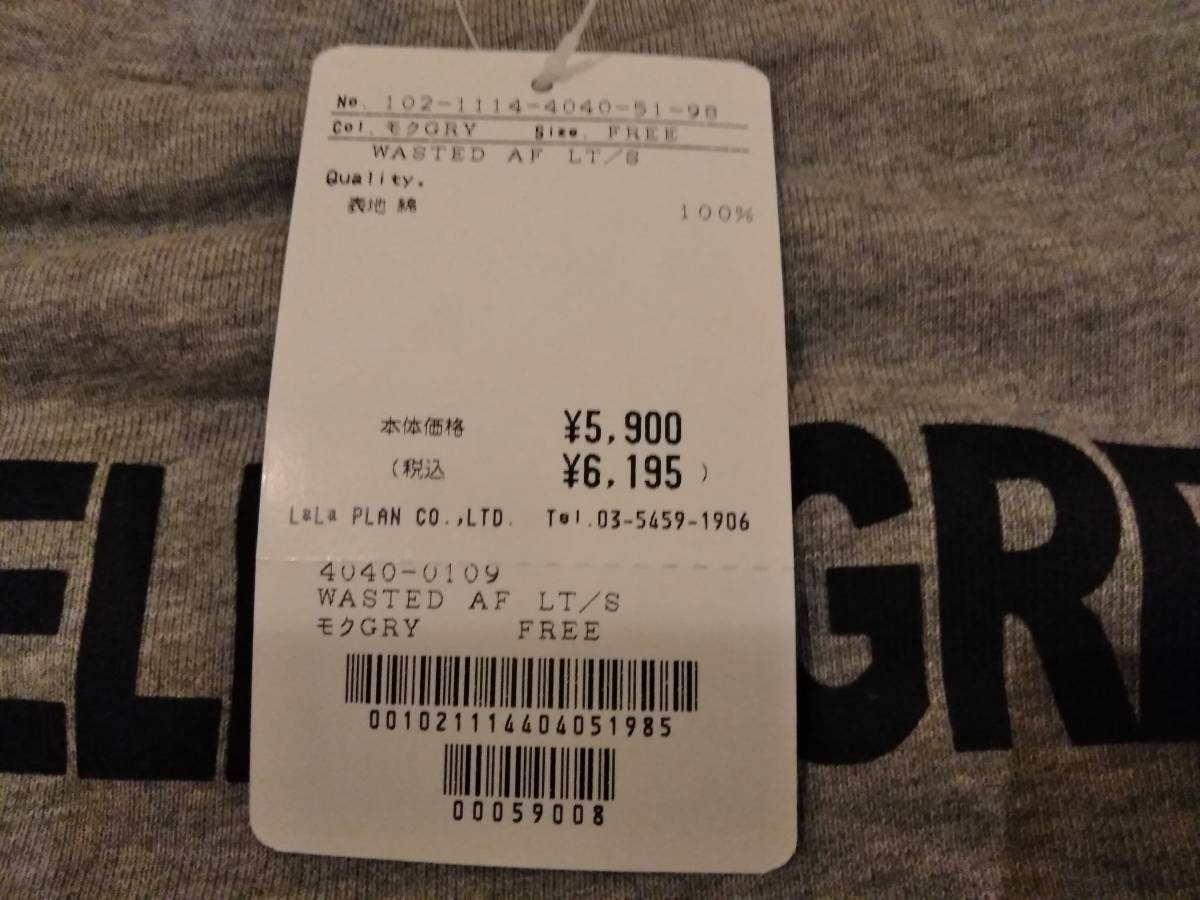 No. 102-1114-4040-51-98
Col. モクGRY Size. FREE
WASTED AF LT/S
Quality.
表地 綿 100%
本体価格 ¥5,900
(税込 ¥6,195 )
LaLa PLAN CO.,LTD. Tel.03-5459-1906
4040-0109
WASTED AF LT/S
モクGRY FREE
001021114404051985
00059008